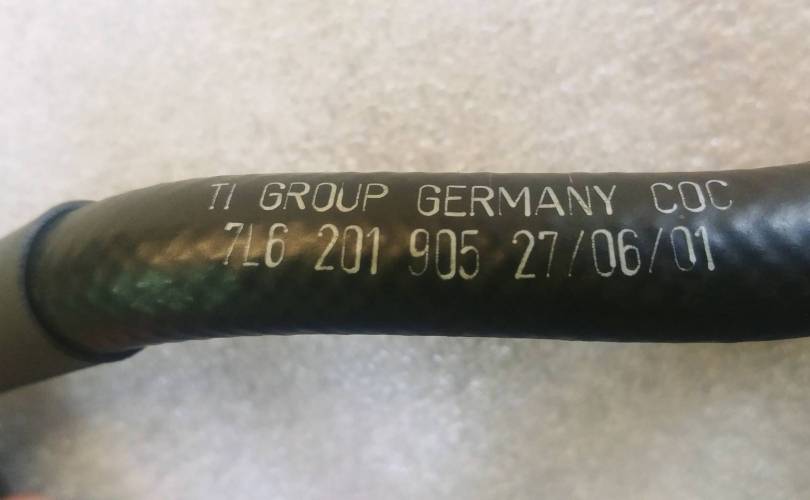 TI GROUP GERMANY COC
7L6 201 905 27/06/01